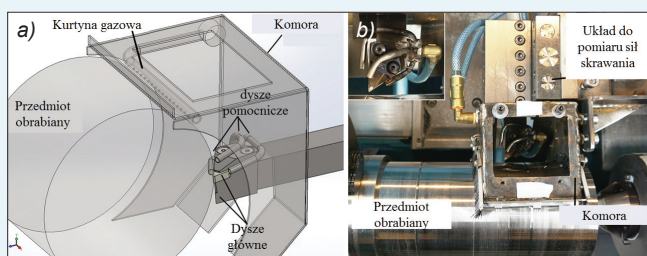 a)
Kurtyna gazowa
Komora
Przedmiot
obrabiany
dysze
pomocnicze
Dysze
główne
b)
Układ do
pomiaru sił
skrawania
Przedmiot
obrabiany
Komora